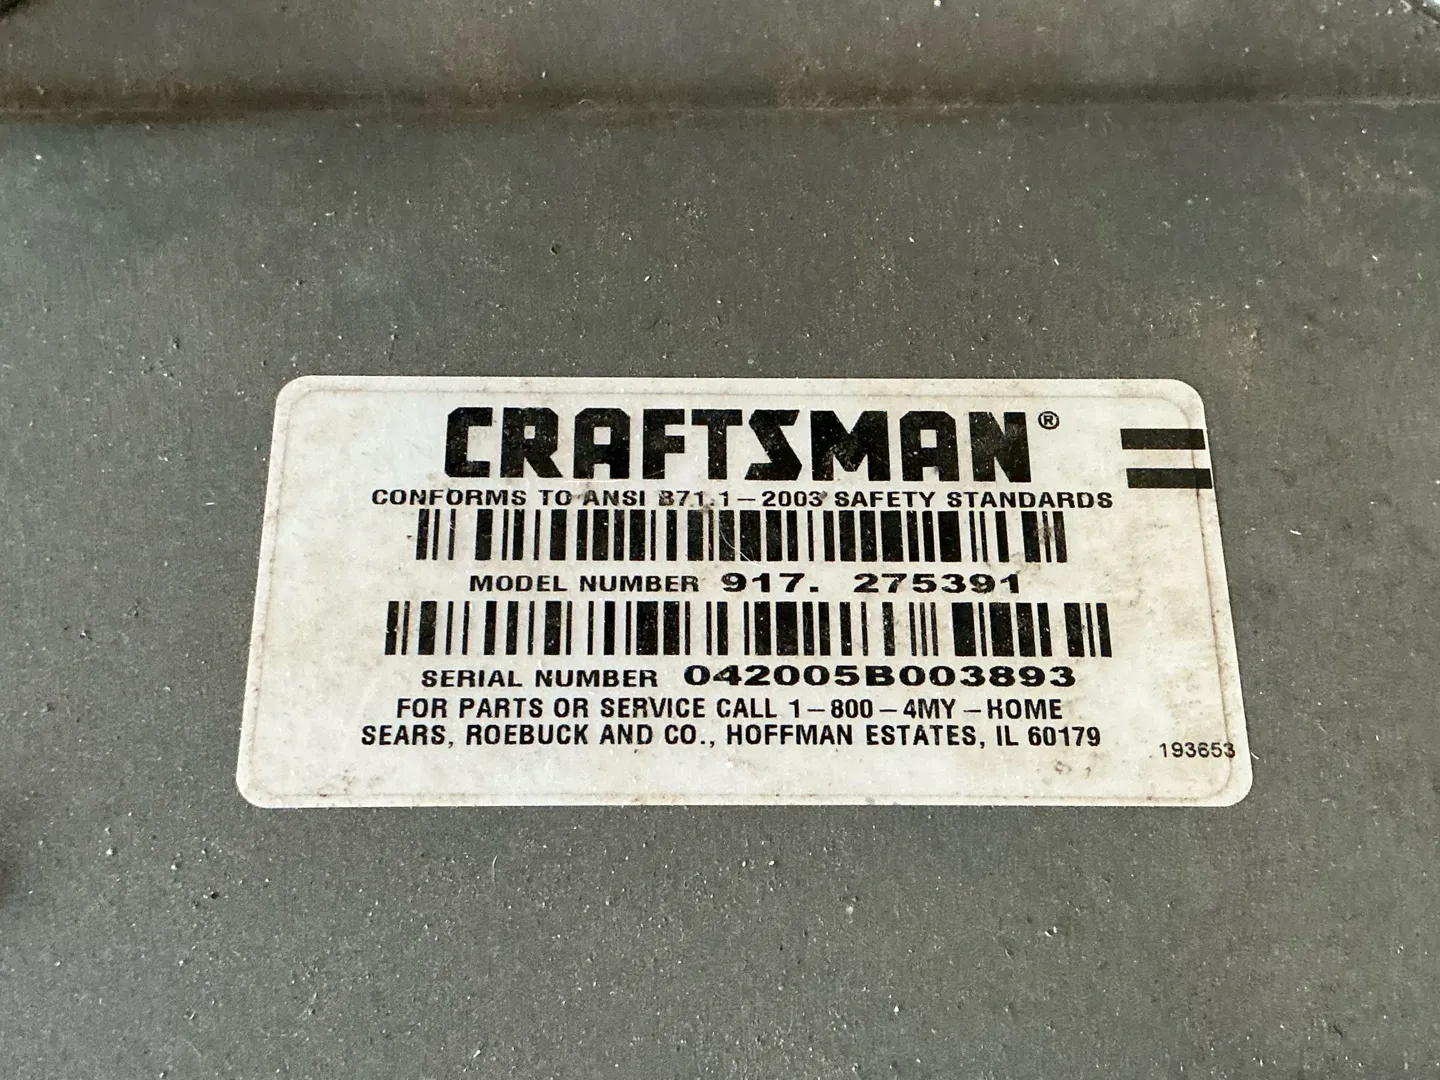 CRAFTSMAN®
CONFORMS TO ANSI B71.1-2003 SAFETY STANDARDS
MODEL NUMBER 917. 275391
SERIAL NUMBER 042005B003893
FOR PARTS OR SERVICE CALL 1-800-4MY-HOME
SEARS, ROEBUCK AND CO., HOFFMAN ESTATES, IL 60179
193653